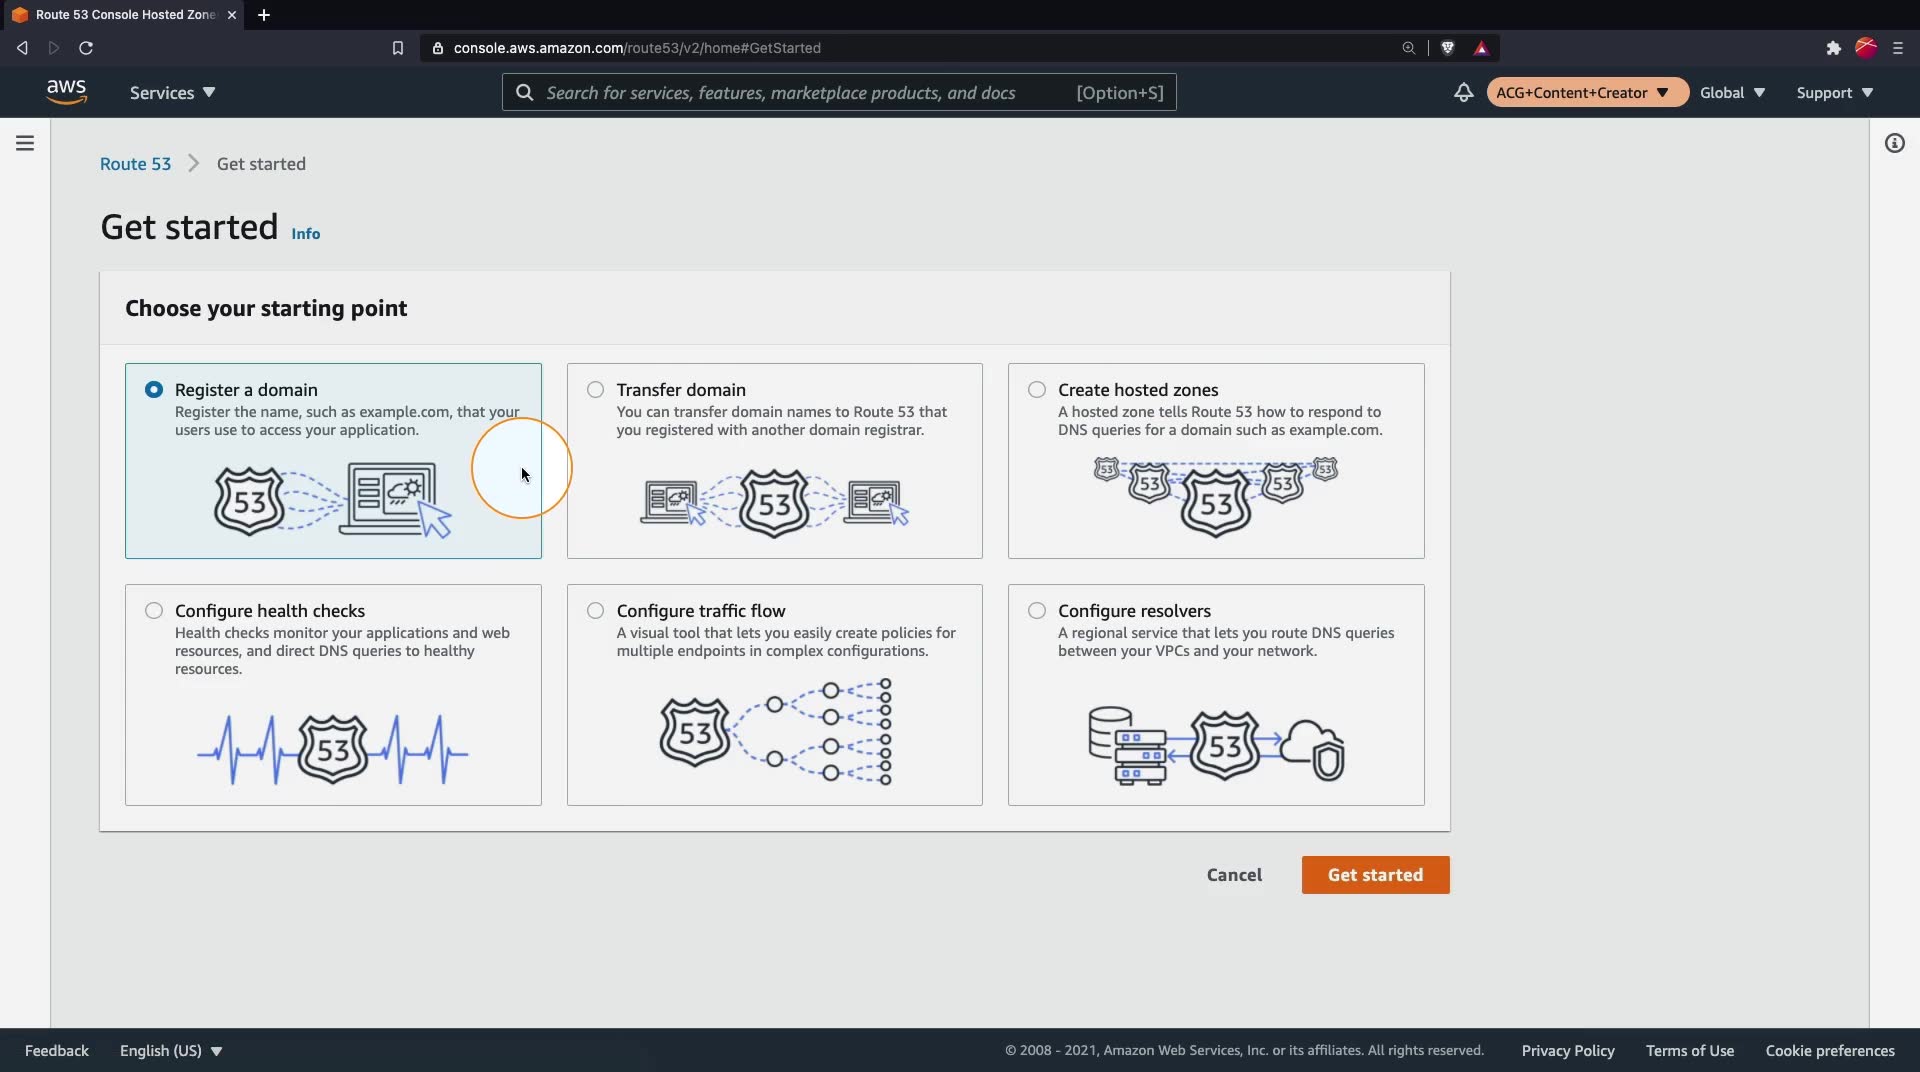 Route 53 Console Hosted Zone
console.aws.amazon.com/route53/v2/home#GetStarted
aws
Services
Search for services, features, marketplace products, and docs [Option+S]
ACG+Content+Creator
Global
Support
Route 53 Get started
Get started Info
Choose your starting point
Register a domain
Register the name, such as example.com, that your
users use to access your application.
53
Transfer domain
You can transfer domain names to Route 53 that
you registered with another domain registrar.
53
Create hosted zones
A hosted zone tells Route 53 how to respond to
DNS queries for a domain such as example.com.
53 53 53 53 53
Configure health checks
Health checks monitor your applications and web
resources, and direct DNS queries to healthy
resources.
53
Configure traffic flow
A visual tool that lets you easily create policies for
multiple endpoints in complex configurations.
53
Configure resolvers
A regional service that lets you route DNS queries
between your VPCs and your network.
53
Cancel Get started
Feedback English (US) © 2008 - 2021, Amazon Web Services, Inc. or its affiliates. All rights reserved. Privacy Policy Terms of Use Cookie preferences